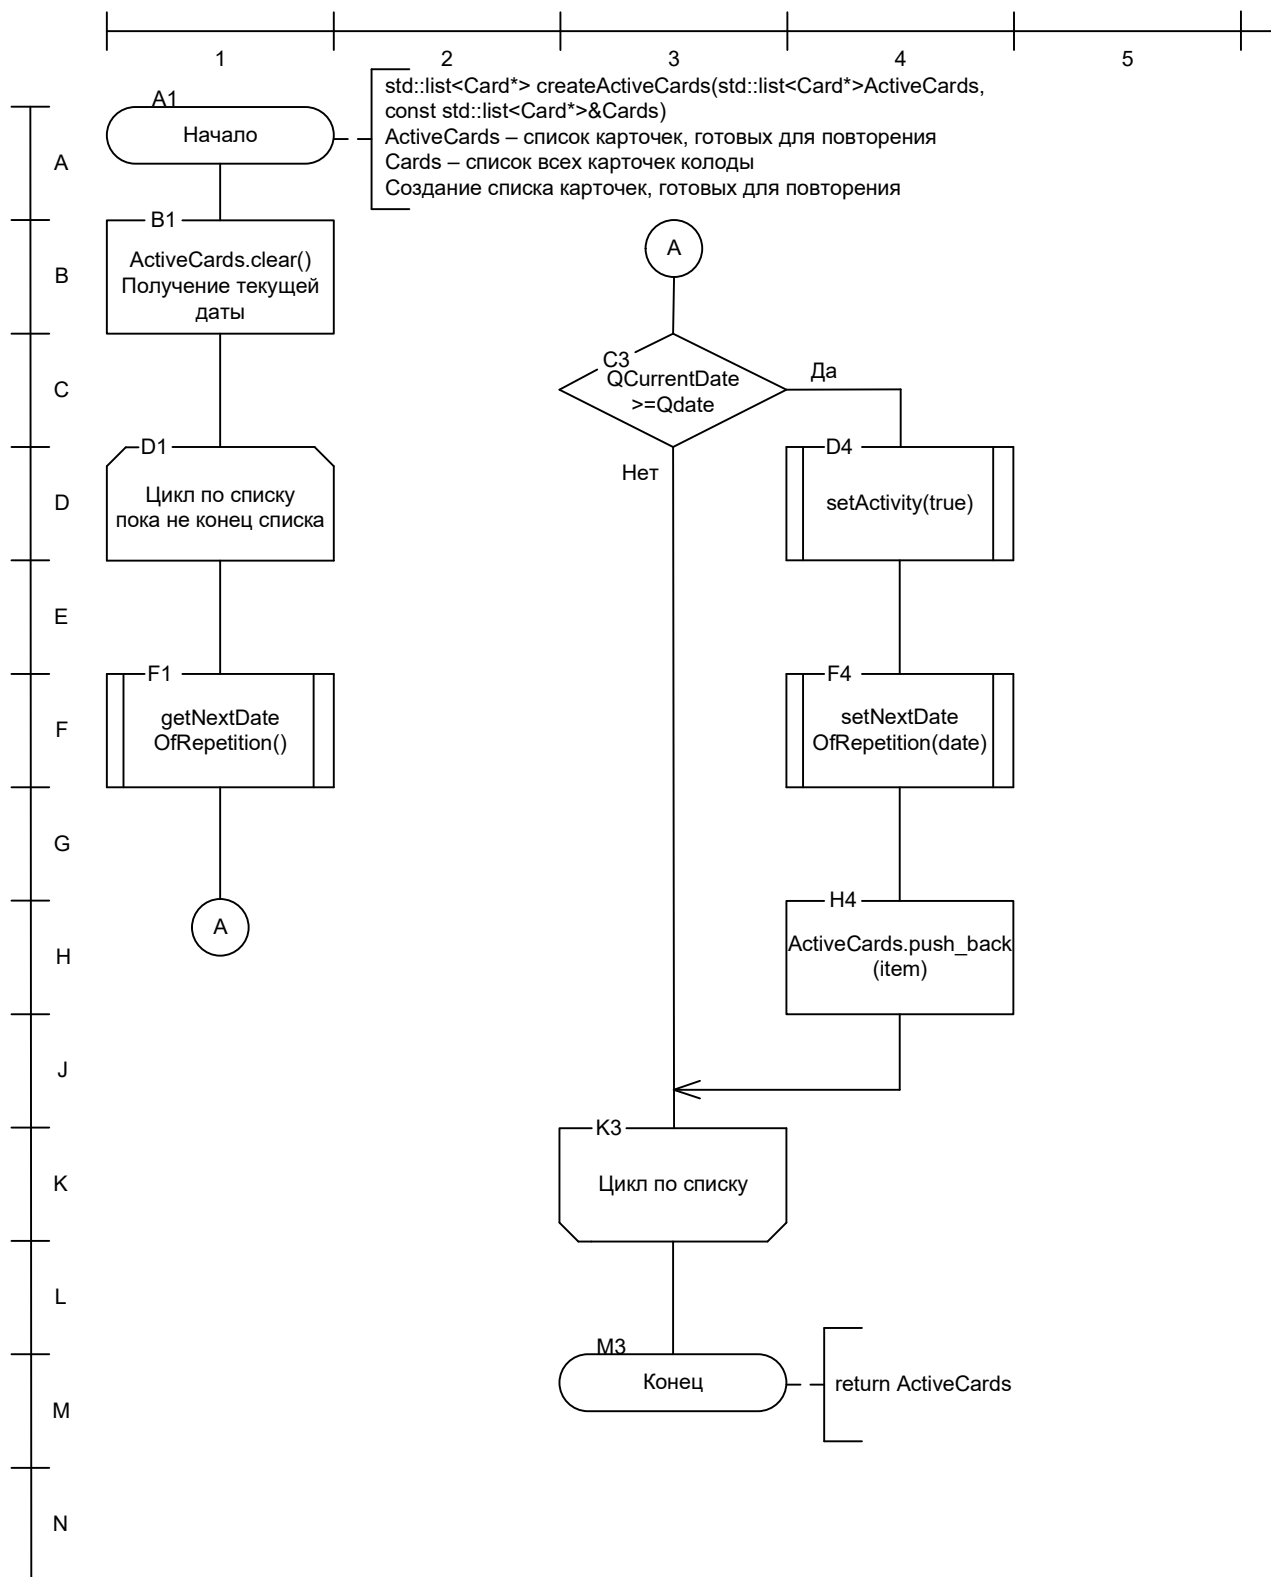 1
2
3
4
5
std::list<Card*> createActiveCards(std::list<Card*>ActiveCards,
const std::list<Card*>&Cards)
ActiveCards – список карточек, готовых для повторения
Cards – список всех карточек колоды
Создание списка карточек, готовых для повторения
A
A1
Начало
B
B1
ActiveCards.clear()
Получение текущей
даты
A
C
C3
QCurrentDate
>=Qdate
Да
Нет
D
D1
Цикл по списку
пока не конец списка
D4
setActivity(true)
E
F
F1
getNextDate
OfRepetition()
F4
setNextDate
OfRepetition(date)
G
H
A
H4
ActiveCards.push_back
(item)
J
K
K3
Цикл по списку
L
M
M3
Конец
return ActiveCards
N